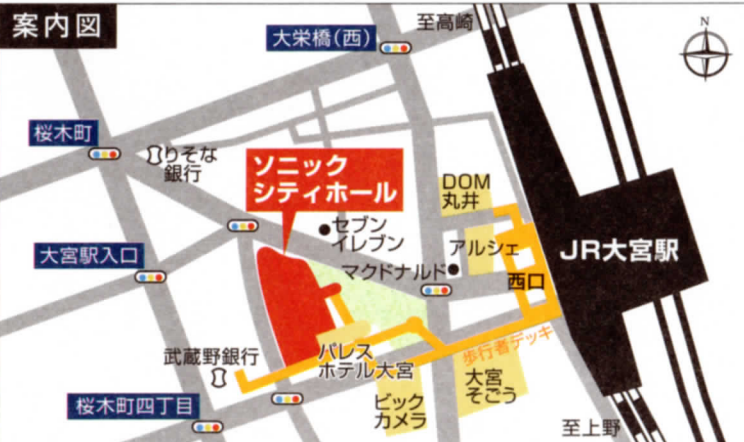 案内図
大栄橋(西)
至高崎
N
桜木町
りそな
銀行
ソニック
シティホール
DOM
丸井
セブン
イレブン
アルシェ
JR大宮駅
大宮駅入口
マクドナルド
西口
武蔵野銀行
パレス
ホテル大宮
歩行者デッキ
大宮
そごう
桜木町四丁目
ビック
カメラ
至上野